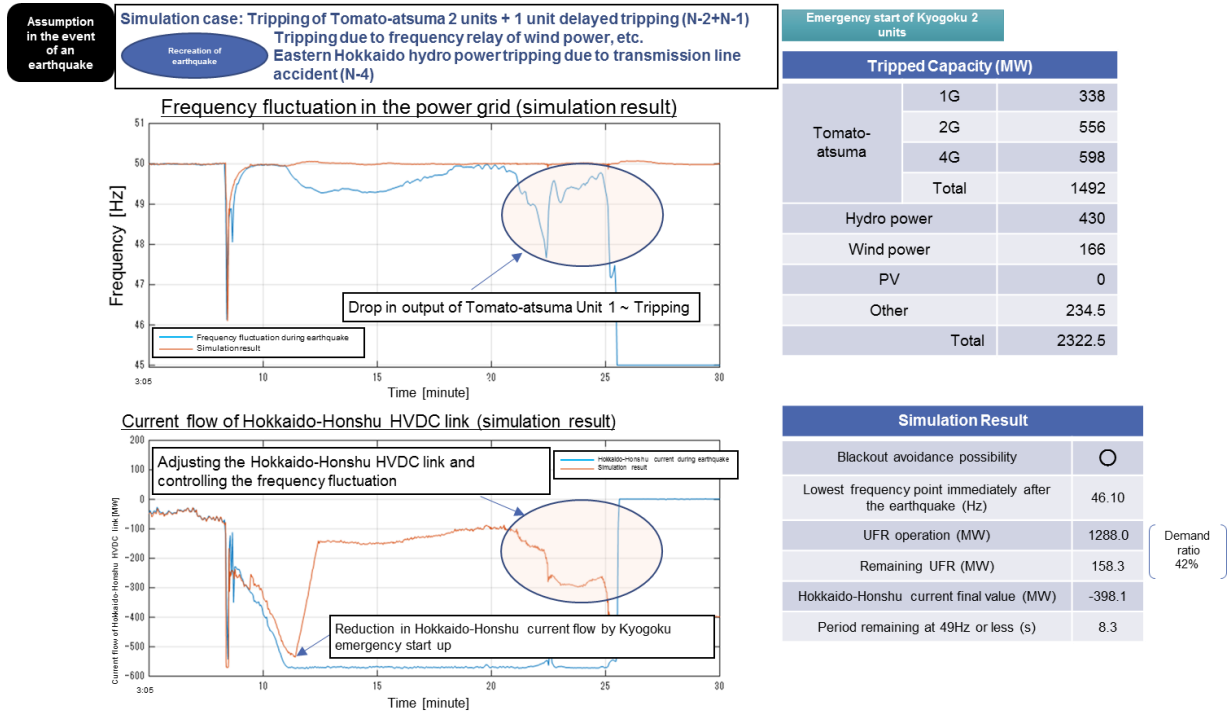 Assumption
in the event
of an
earthquake
Simulation case: Tripping of Tomato-atsuma 2 units + 1 unit delayed tripping (N-2+N-1)
Tripping due to frequency relay of wind power, etc.
Eastern Hokkaido hydro power tripping due to transmission line
accident (N-4)
Recreation of
earthquake
Emergency start of Kyogoku 2
units
Frequency fluctuation in the power grid (simulation result)
Frequency [Hz]
51
50
49
48
47
46
45
Drop in output of Tomato-atsuma Unit 1 ~ Tripping
Frequency fluctuation during earthquake
Simulation result
3:05
10
15
20
25
30
Time [minute]
Tripped Capacity (MW)
Tomato-
atsuma
1G 338
2G 556
4G 598
Total 1492
Hydro power 430
Wind power 166
PV 0
Other 234.5
Total 2322.5
Current flow of Hokkaido-Honshu HVDC link (simulation result)
Current flow of Hokkaido-Honshu HVDC link [MW]
200
100
0
-100
-200
-300
-400
-500
-600
Adjusting the Hokkaido-Honshu HVDC link and
controlling the frequency fluctuation
Hokkaido-Honshu current during earthquake
Simulation result
Reduction in Hokkaido-Honshu current flow by Kyogoku
emergency start up
3:05
10
15
20
25
30
Time [minute]
Simulation Result
Blackout avoidance possibility ○
Lowest frequency point immediately after
the earthquake (Hz) 46.10
UFR operation (MW) 1288.0
Remaining UFR (MW) 158.3
Hokkaido-Honshu current final value (MW) -398.1
Period remaining at 49Hz or less (s) 8.3
Demand
ratio
42%